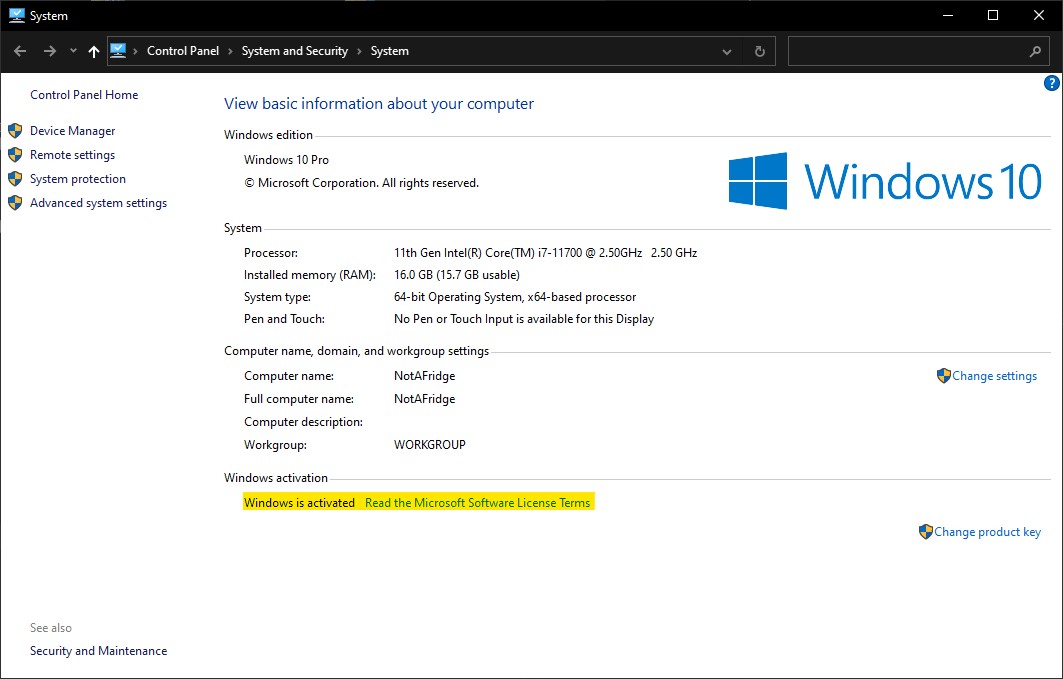 System
Control Panel › System and Security › System
Control Panel Home
Device Manager
Remote settings
System protection
Advanced system settings
?
View basic information about your computer
Windows edition
Windows 10 Pro
© Microsoft Corporation. All rights reserved.
Windows 10
System
Processor: 11th Gen Intel(R) Core(TM) i7-11700 @ 2.50GHz 2.50 GHz
Installed memory (RAM): 16.0 GB (15.7 GB usable)
System type: 64-bit Operating System, x64-based processor
Pen and Touch: No Pen or Touch Input is available for this Display
Computer name, domain, and workgroup settings
Computer name: NotAFridge
Change settings
Full computer name: NotAFridge
Computer description:
Workgroup: WORKGROUP
Windows activation
Windows is activated Read the Microsoft Software License Terms
Change product key
See also
Security and Maintenance